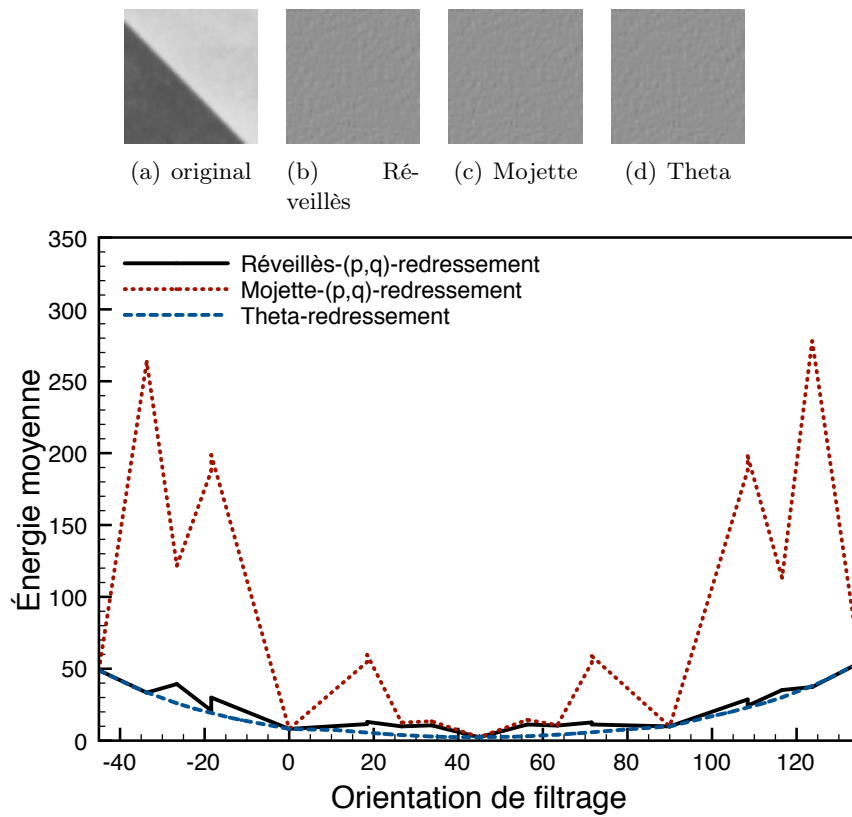 (a) original
(b) Ré-
veillès
(c) Mojette
(d) Theta
350
300
250
200
150
100
50
0
Énergie moyenne
Réveillès-(p,q)-redressement
Mojette-(p,q)-redressement
Theta-redressement
-40 -20 0 20 40 60 80 100 120
Orientation de filtrage